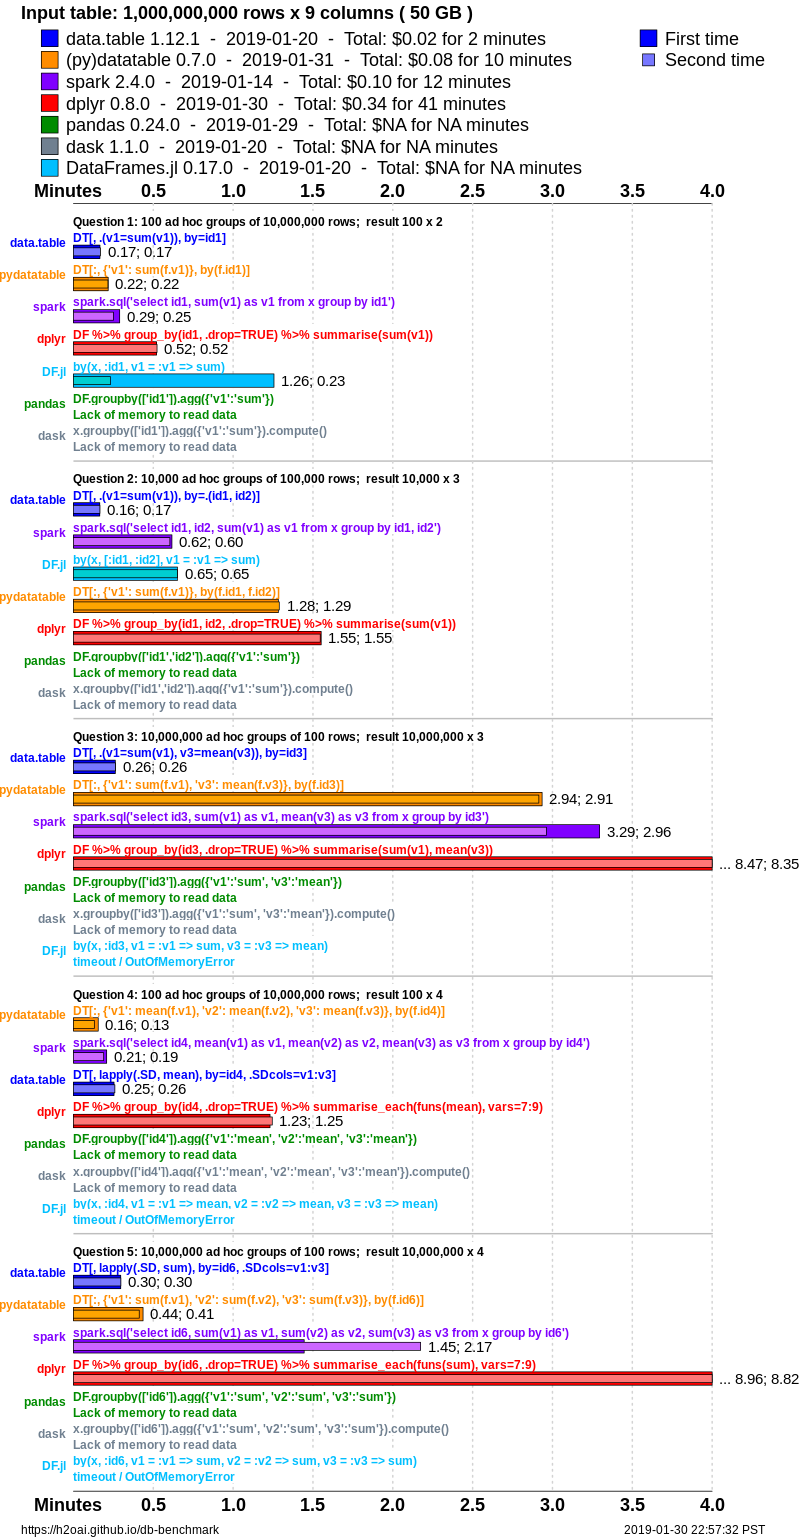 Input table: 1,000,000,000 rows x 9 columns ( 50 GB )
data.table 1.12.1  -  2019-01-20  -  Total: $0.02 for 2 minutes
First time
(py)datatable 0.7.0  -  2019-01-31  -  Total: $0.08 for 10 minutes
Second time
spark 2.4.0  -  2019-01-14  -  Total: $0.10 for 12 minutes
dplyr 0.8.0  -  2019-01-30  -  Total: $0.34 for 41 minutes
pandas 0.24.0  -  2019-01-29  -  Total: $NA for NA minutes
dask 1.1.0  -  2019-01-20  -  Total: $NA for NA minutes
DataFrames.jl 0.17.0  -  2019-01-20  -  Total: $NA for NA minutes
Minutes 0.5 1.0 1.5 2.0 2.5 3.0 3.5 4.0
Question 1: 100 ad hoc groups of 10,000,000 rows;  result 100 x 2
DT[, .(v1=sum(v1)), by=id1]
data.table 0.17; 0.17
DT[:, {'v1': sum(f.v1)}, by(f.id1)]
pydatatable 0.22; 0.22
spark.sql('select id1, sum(v1) as v1 from x group by id1')
spark 0.29; 0.25
DF %>% group_by(id1, .drop=TRUE) %>% summarise(sum(v1))
dplyr 0.52; 0.52
by(x, :id1, v1 = :v1 => sum)
DF.jl 1.26; 0.23
DF.groupby(['id1']).agg({'v1':'sum'})
pandas Lack of memory to read data
x.groupby(['id1']).agg({'v1':'sum'}).compute()
dask Lack of memory to read data
Question 2: 10,000 ad hoc groups of 100,000 rows;  result 10,000 x 3
DT[, .(v1=sum(v1)), by=.(id1, id2)]
data.table 0.16; 0.17
spark.sql('select id1, id2, sum(v1) as v1 from x group by id1, id2')
spark 0.62; 0.60
by(x, [:id1, :id2], v1 = :v1 => sum)
DF.jl 0.65; 0.65
DT[:, {'v1': sum(f.v1)}, by(f.id1, f.id2)]
pydatatable 1.28; 1.29
DF %>% group_by(id1, id2, .drop=TRUE) %>% summarise(sum(v1))
dplyr 1.55; 1.55
DF.groupby(['id1','id2']).agg({'v1':'sum'})
pandas Lack of memory to read data
x.groupby(['id1','id2']).agg({'v1':'sum'}).compute()
dask Lack of memory to read data
Question 3: 10,000,000 ad hoc groups of 100 rows;  result 10,000,000 x 3
DT[, .(v1=sum(v1), v3=mean(v3)), by=id3]
data.table 0.26; 0.26
DT[:, {'v1': sum(f.v1), 'v3': mean(f.v3)}, by(f.id3)]
pydatatable 2.94; 2.91
spark.sql('select id3, sum(v1) as v1, mean(v3) as v3 from x group by id3')
spark 3.29; 2.96
DF %>% group_by(id3, .drop=TRUE) %>% summarise(sum(v1), mean(v3))
dplyr ... 8.47; 8.35
DF.groupby(['id3']).agg({'v1':'sum', 'v3':'mean'})
pandas Lack of memory to read data
x.groupby(['id3']).agg({'v1':'sum', 'v3':'mean'}).compute()
dask Lack of memory to read data
by(x, :id3, v1 = :v1 => sum, v3 = :v3 => mean)
DF.jl timeout / OutOfMemoryError
Question 4: 100 ad hoc groups of 10,000,000 rows;  result 100 x 4
DT[:, {'v1': mean(f.v1), 'v2': mean(f.v2), 'v3': mean(f.v3)}, by(f.id4)]
pydatatable 0.16; 0.13
spark.sql('select id4, mean(v1) as v1, mean(v2) as v2, mean(v3) as v3 from x group by id4')
spark 0.21; 0.19
DT[, lapply(.SD, mean), by=id4, .SDcols=v1:v3]
data.table 0.25; 0.26
DF %>% group_by(id4, .drop=TRUE) %>% summarise_each(funs(mean), vars=7:9)
dplyr 1.23; 1.25
DF.groupby(['id4']).agg({'v1':'mean', 'v2':'mean', 'v3':'mean'})
pandas Lack of memory to read data
x.groupby(['id4']).agg({'v1':'mean', 'v2':'mean', 'v3':'mean'}).compute()
dask Lack of memory to read data
by(x, :id4, v1 = :v1 => mean, v2 = :v2 => mean, v3 = :v3 => mean)
DF.jl timeout / OutOfMemoryError
Question 5: 10,000,000 ad hoc groups of 100 rows;  result 10,000,000 x 4
DT[, lapply(.SD, sum), by=id6, .SDcols=v1:v3]
data.table 0.30; 0.30
DT[:, {'v1': sum(f.v1), 'v2': sum(f.v2), 'v3': sum(f.v3)}, by(f.id6)]
pydatatable 0.44; 0.41
spark.sql('select id6, sum(v1) as v1, sum(v2) as v2, sum(v3) as v3 from x group by id6')
spark 1.45; 2.17
DF %>% group_by(id6, .drop=TRUE) %>% summarise_each(funs(sum), vars=7:9)
dplyr ... 8.96; 8.82
DF.groupby(['id6']).agg({'v1':'sum', 'v2':'sum', 'v3':'sum'})
pandas Lack of memory to read data
x.groupby(['id6']).agg({'v1':'sum', 'v2':'sum', 'v3':'sum'}).compute()
dask Lack of memory to read data
by(x, :id6, v1 = :v1 => sum, v2 = :v2 => sum, v3 = :v3 => sum)
DF.jl timeout / OutOfMemoryError
Minutes 0.5 1.0 1.5 2.0 2.5 3.0 3.5 4.0
https://h2oai.github.io/db-benchmark
2019-01-30 22:57:32 PST